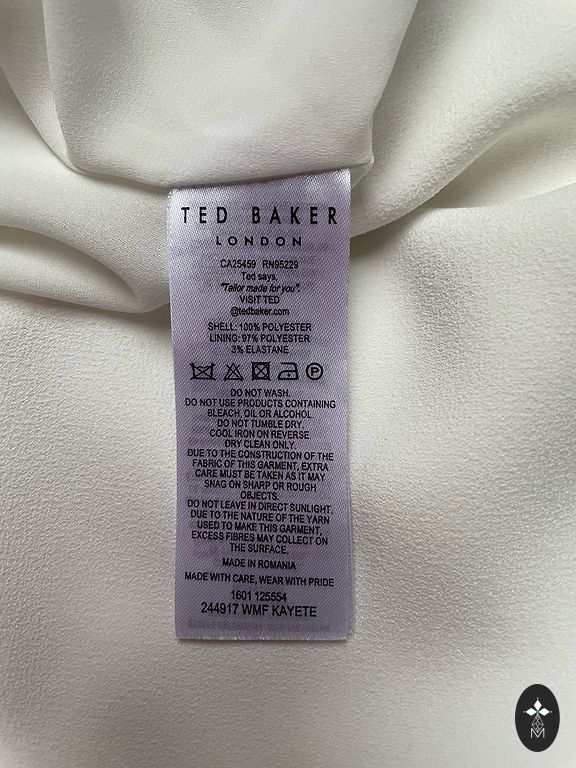 TED BAKER
LONDON
CA25459 RN95229
Ted says,
"Tailor made for you".
VISIT TED
@tedbaker.com
SHELL: 100% POLYESTER
LINING: 97% POLYESTER
3% ELASTANE
P
DO NOT WASH.
DO NOT USE PRODUCTS CONTAINING
BLEACH, OIL OR ALCOHOL.
DO NOT TUMBLE DRY.
COOL IRON ON REVERSE.
DRY CLEAN ONLY.
DUE TO THE CONSTRUCTION OF THE
FABRIC OF THIS GARMENT, EXTRA
CARE MUST BE TAKEN AS IT MAY
SNAG ON SHARP OR ROUGH
OBJECTS.
DO NOT LEAVE IN DIRECT SUNLIGHT.
DUE TO THE NATURE OF THE YARN
USED TO MAKE THIS GARMENT,
EXCESS FIBRES MAY COLLECT ON
THE SURFACE.
MADE IN ROMANIA
MADE WITH CARE, WEAR WITH PRIDE
1601 125554
244917 WMF KAYETE
M